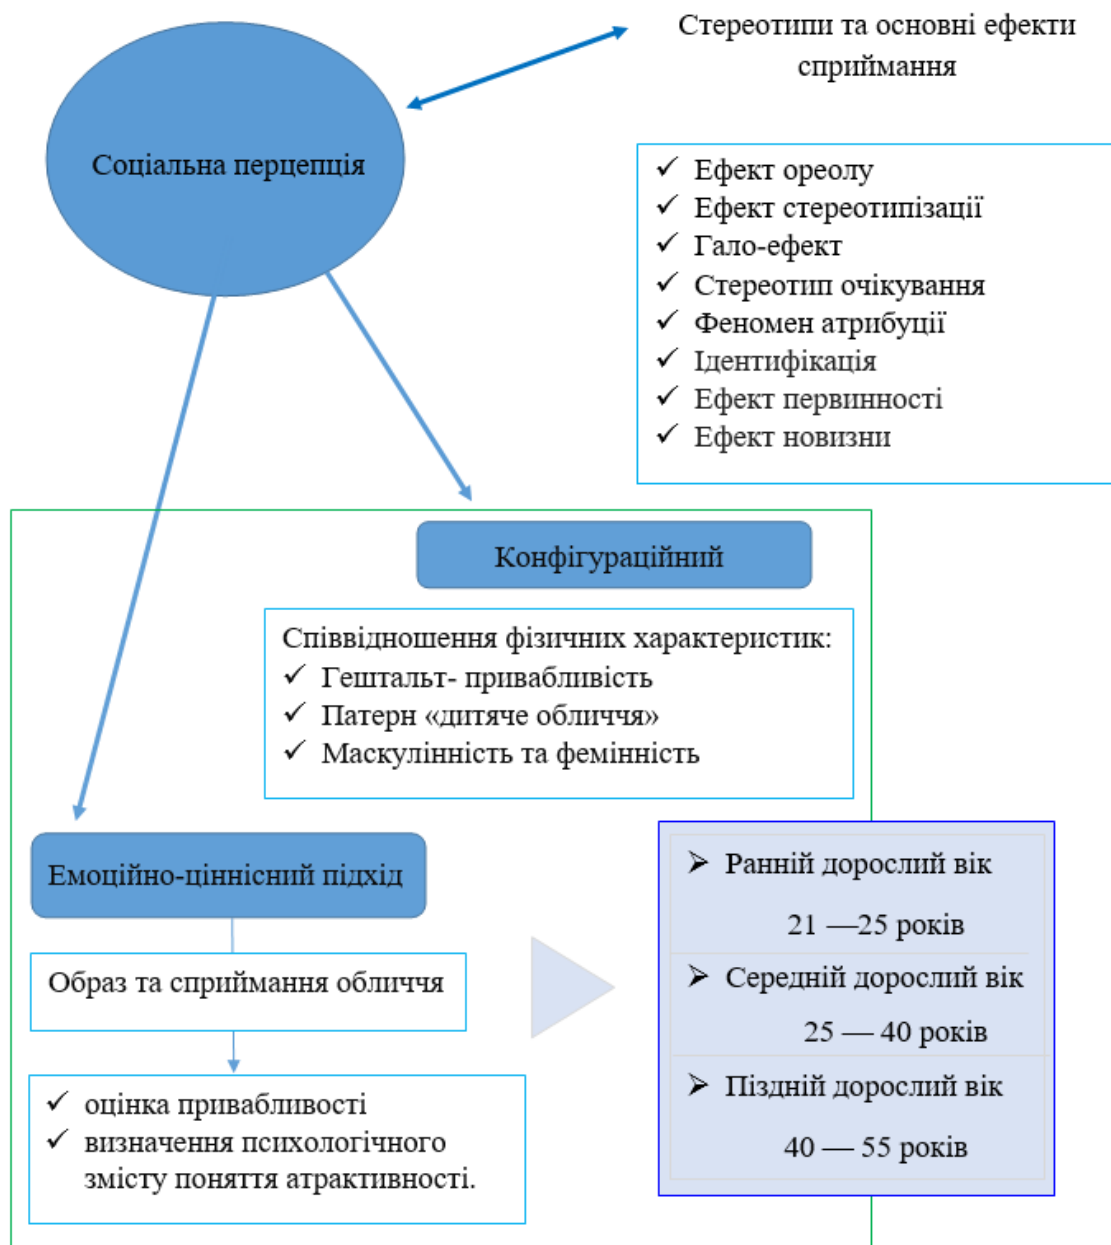 Стереотипи та основні ефекти
сприймання
Соціальна перцепція
✓ Ефект ореолу
✓ Ефект стереотипізації
✓ Гало-ефект
✓ Стереотип очікування
✓ Феномен атрибуції
✓ Ідентифікація
✓ Ефект первинності
✓ Ефект новизни
Конфігураційний
Співвідношення фізичних характеристик:
✓ Гештальт- привабливість
✓ Патерн «дитяче обличчя»
✓ Маскулінність та фемінність
Емоційно-ціннісний підхід
Образ та сприймання обличчя
✓ оцінка привабливості
✓ визначення психологічного
змісту поняття атрактивності.
➢ Ранній дорослий вік
21 —25 років
➢ Середній дорослий вік
25 — 40 років
➢ Піздній дорослий вік
40 — 55 років